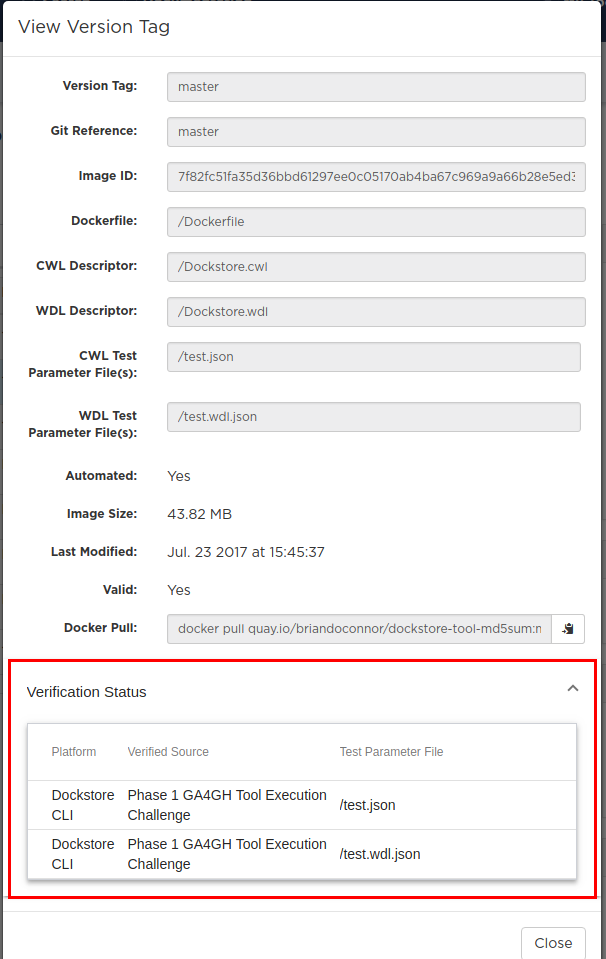 View Version Tag
Version Tag: master
Git Reference: master
Image ID: 7f82fc51fa35d36bbd61297ee0c05170ab4ba67c969a9a66b28e5ed3
Dockerfile: /Dockerfile
CWL Descriptor: /Dockstore.cwl
WDL Descriptor: /Dockstore.wdl
CWL Test /test.json
Parameter File(s):
WDL Test /test.wdl.json
Parameter File(s):
Automated: Yes
Image Size: 43.82 MB
Last Modified: Jul. 23 2017 at 15:45:37
Valid: Yes
Docker Pull: docker pull quay.io/briandoconnor/dockstore-tool-md5sum:
Verification Status
Platform Verified Source Test Parameter File
Dockstore Phase 1 GA4GH Tool Execution /test.json
CLI Challenge
Dockstore Phase 1 GA4GH Tool Execution /test.wdl.json
CLI Challenge
Close